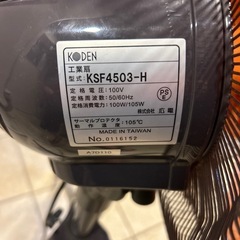 KODEN
工業扇
型式 KSF4503-H
定格電圧:100V
定格周波数:50/60Hz
定格消費電力:100W/105W
株式会社 広電
サーマルプロテクタ
動作温度:105℃
MADE IN TAIWAN
No.0116152
A70110